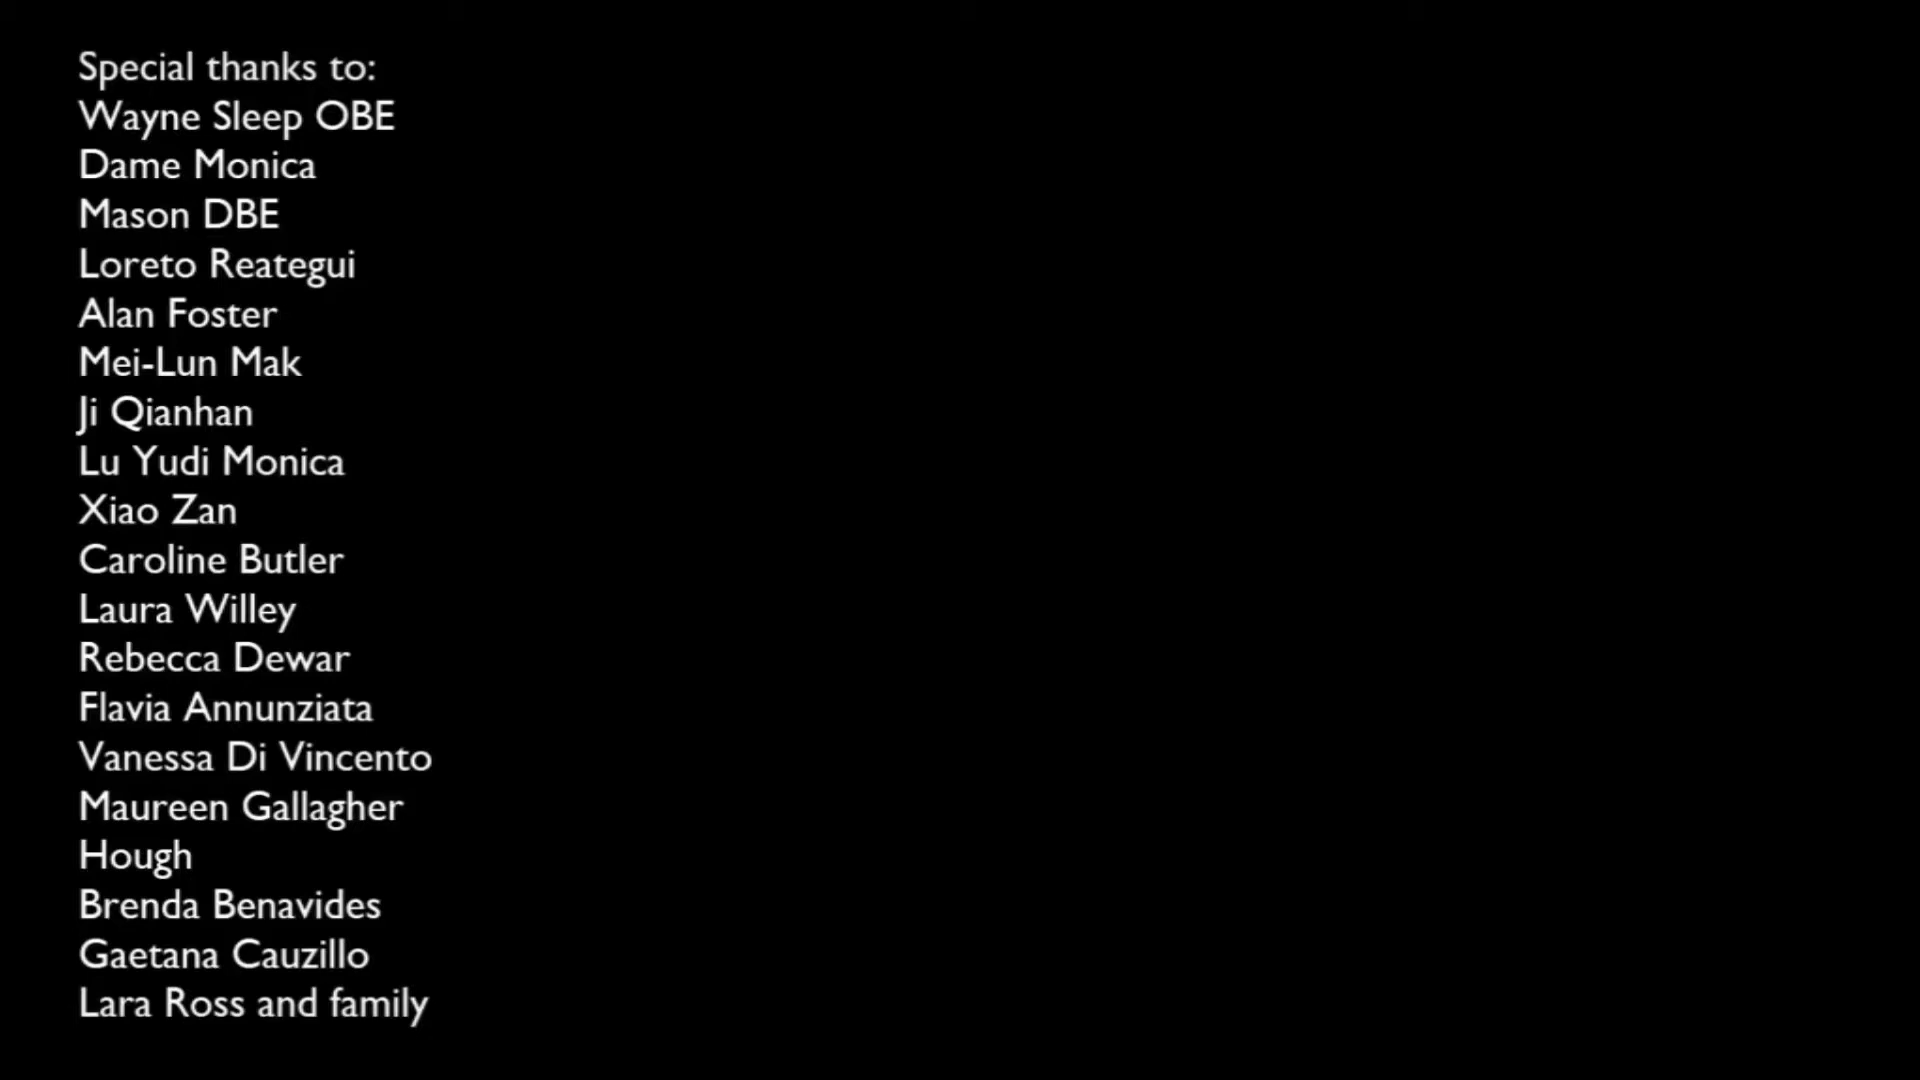 Special thanks to:
Wayne Sleep OBE
Dame Monica
Mason DBE
Loreto Reategui
Alan Foster
Mei-Lun Mak
Ji Qianhan
Lu Yudi Monica
Xiao Zan
Caroline Butler
Laura Willey
Rebecca Dewar
Flavia Annunziata
Vanessa Di Vincento
Maureen Gallagher
Hough
Brenda Benavides
Gaetana Cauzillo
Lara Ross and family